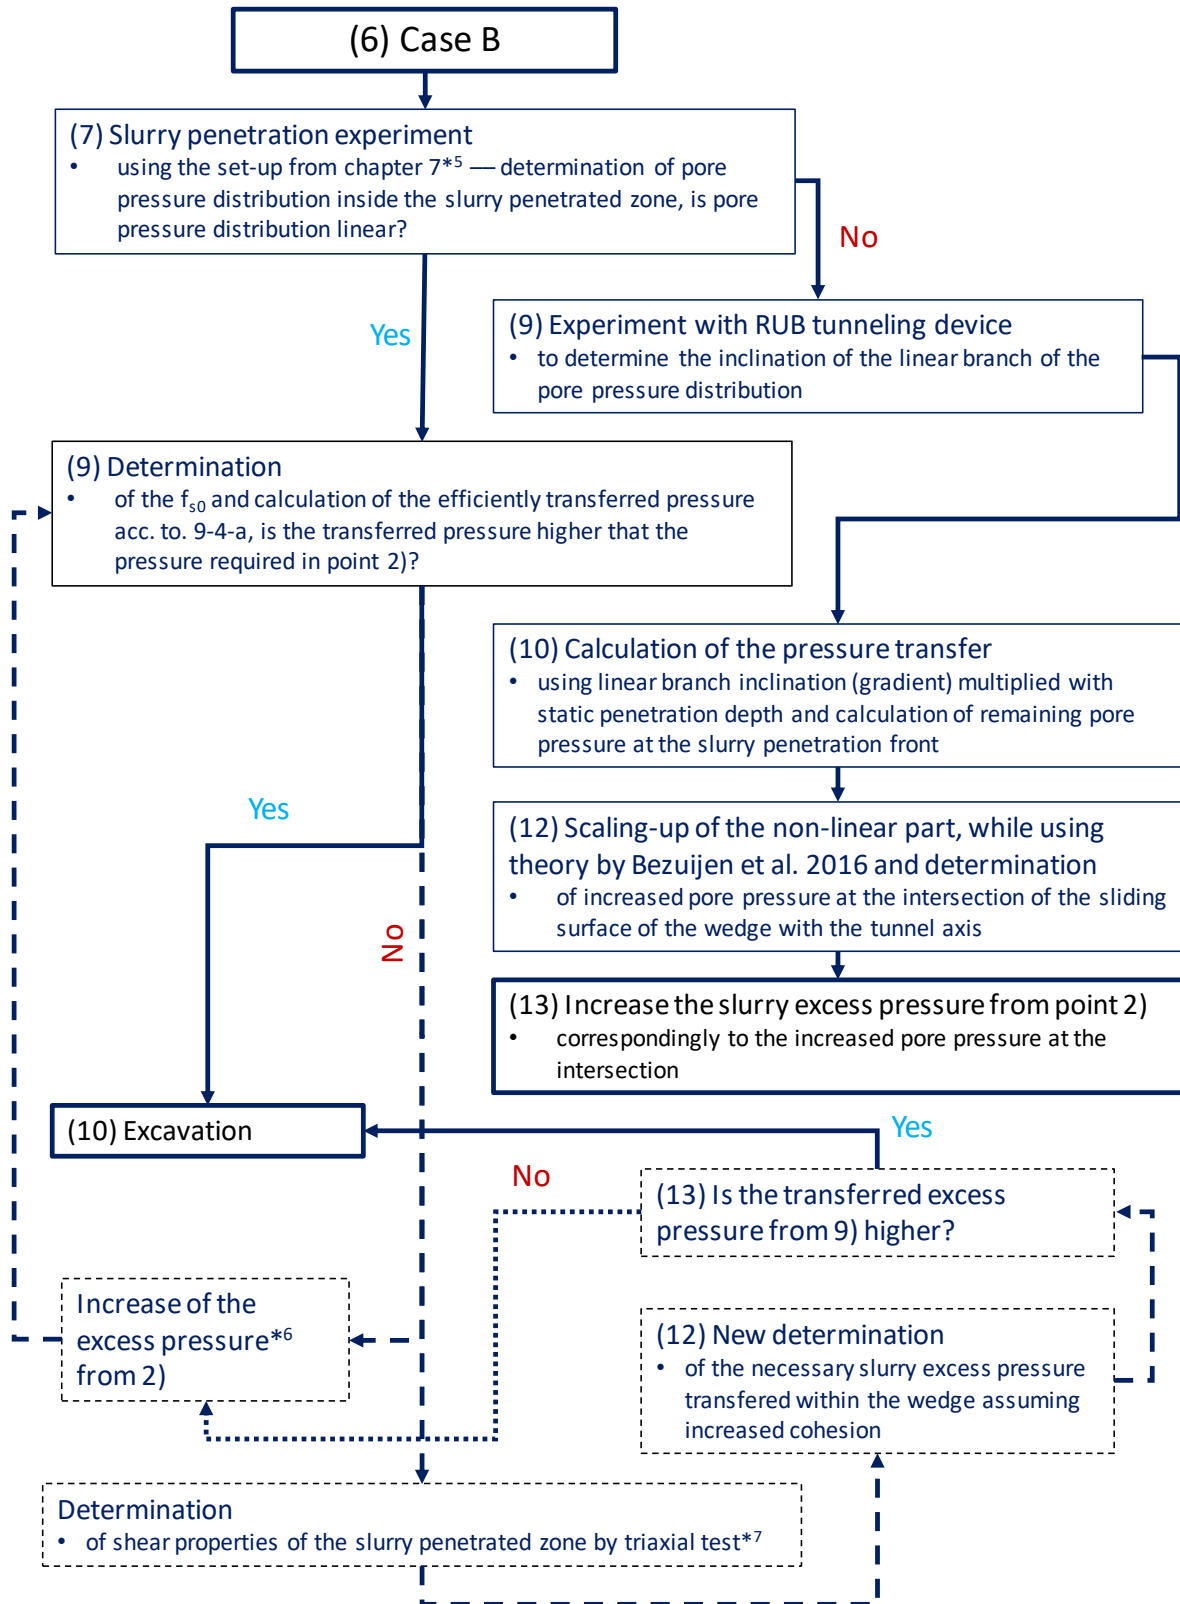 (6) Case B
(7) Slurry penetration experiment
• using the set-up from chapter 7*5 — determination of pore
pressure distribution inside the slurry penetrated zone, is pore
pressure distribution linear?
No
Yes
(9) Experiment with RUB tunneling device
• to determine the inclination of the linear branch of the
pore pressure distribution
(9) Determination
• of the fs0 and calculation of the efficiently transferred pressure
acc. to. 9-4-a, is the transferred pressure higher that the
pressure required in point 2)?
(10) Calculation of the pressure transfer
• using linear branch inclination (gradient) multiplied with
static penetration depth and calculation of remaining pore
pressure at the slurry penetration front
Yes
No
(12) Scaling-up of the non-linear part, while using
theory by Bezuijen et al. 2016 and determination
• of increased pore pressure at the intersection of the sliding
surface of the wedge with the tunnel axis
(13) Increase the slurry excess pressure from point 2)
• correspondingly to the increased pore pressure at the
intersection
(10) Excavation
Yes
No
(13) Is the transferred excess
pressure from 9) higher?
Increase of the
excess pressure*6
from 2)
(12) New determination
• of the necessary slurry excess pressure
transfered within the wedge assuming
increased cohesion
Determination
• of shear properties of the slurry penetrated zone by triaxial test*7